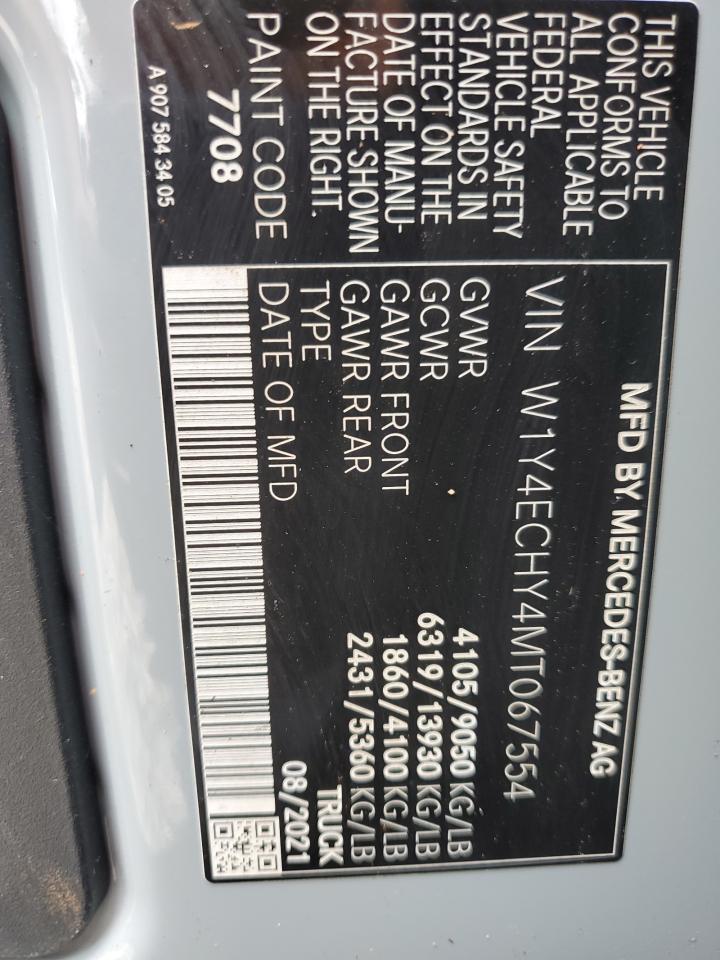 THIS VEHICLE
CONFORMS TO
ALL APPLICABLE
FEDERAL
VEHICLE SAFETY
STANDARDS IN
EFFECT ON THE
DATE OF MANU-
FACTURE SHOWN
ON THE RIGHT.
PAINT CODE
7708
A 907 584 34 05
MFD BY MERCEDES-BENZ AG
VIN W1Y4ECHY4MT067554
GVWR 4105/9050 KG/LB
GCWR 6319/13930 KG/LB
GAWR FRONT 1860/4100 KG/LB
GAWR REAR 2431/5360 KG/LB
TYPE TRUCK
DATE OF MFD 08/2021